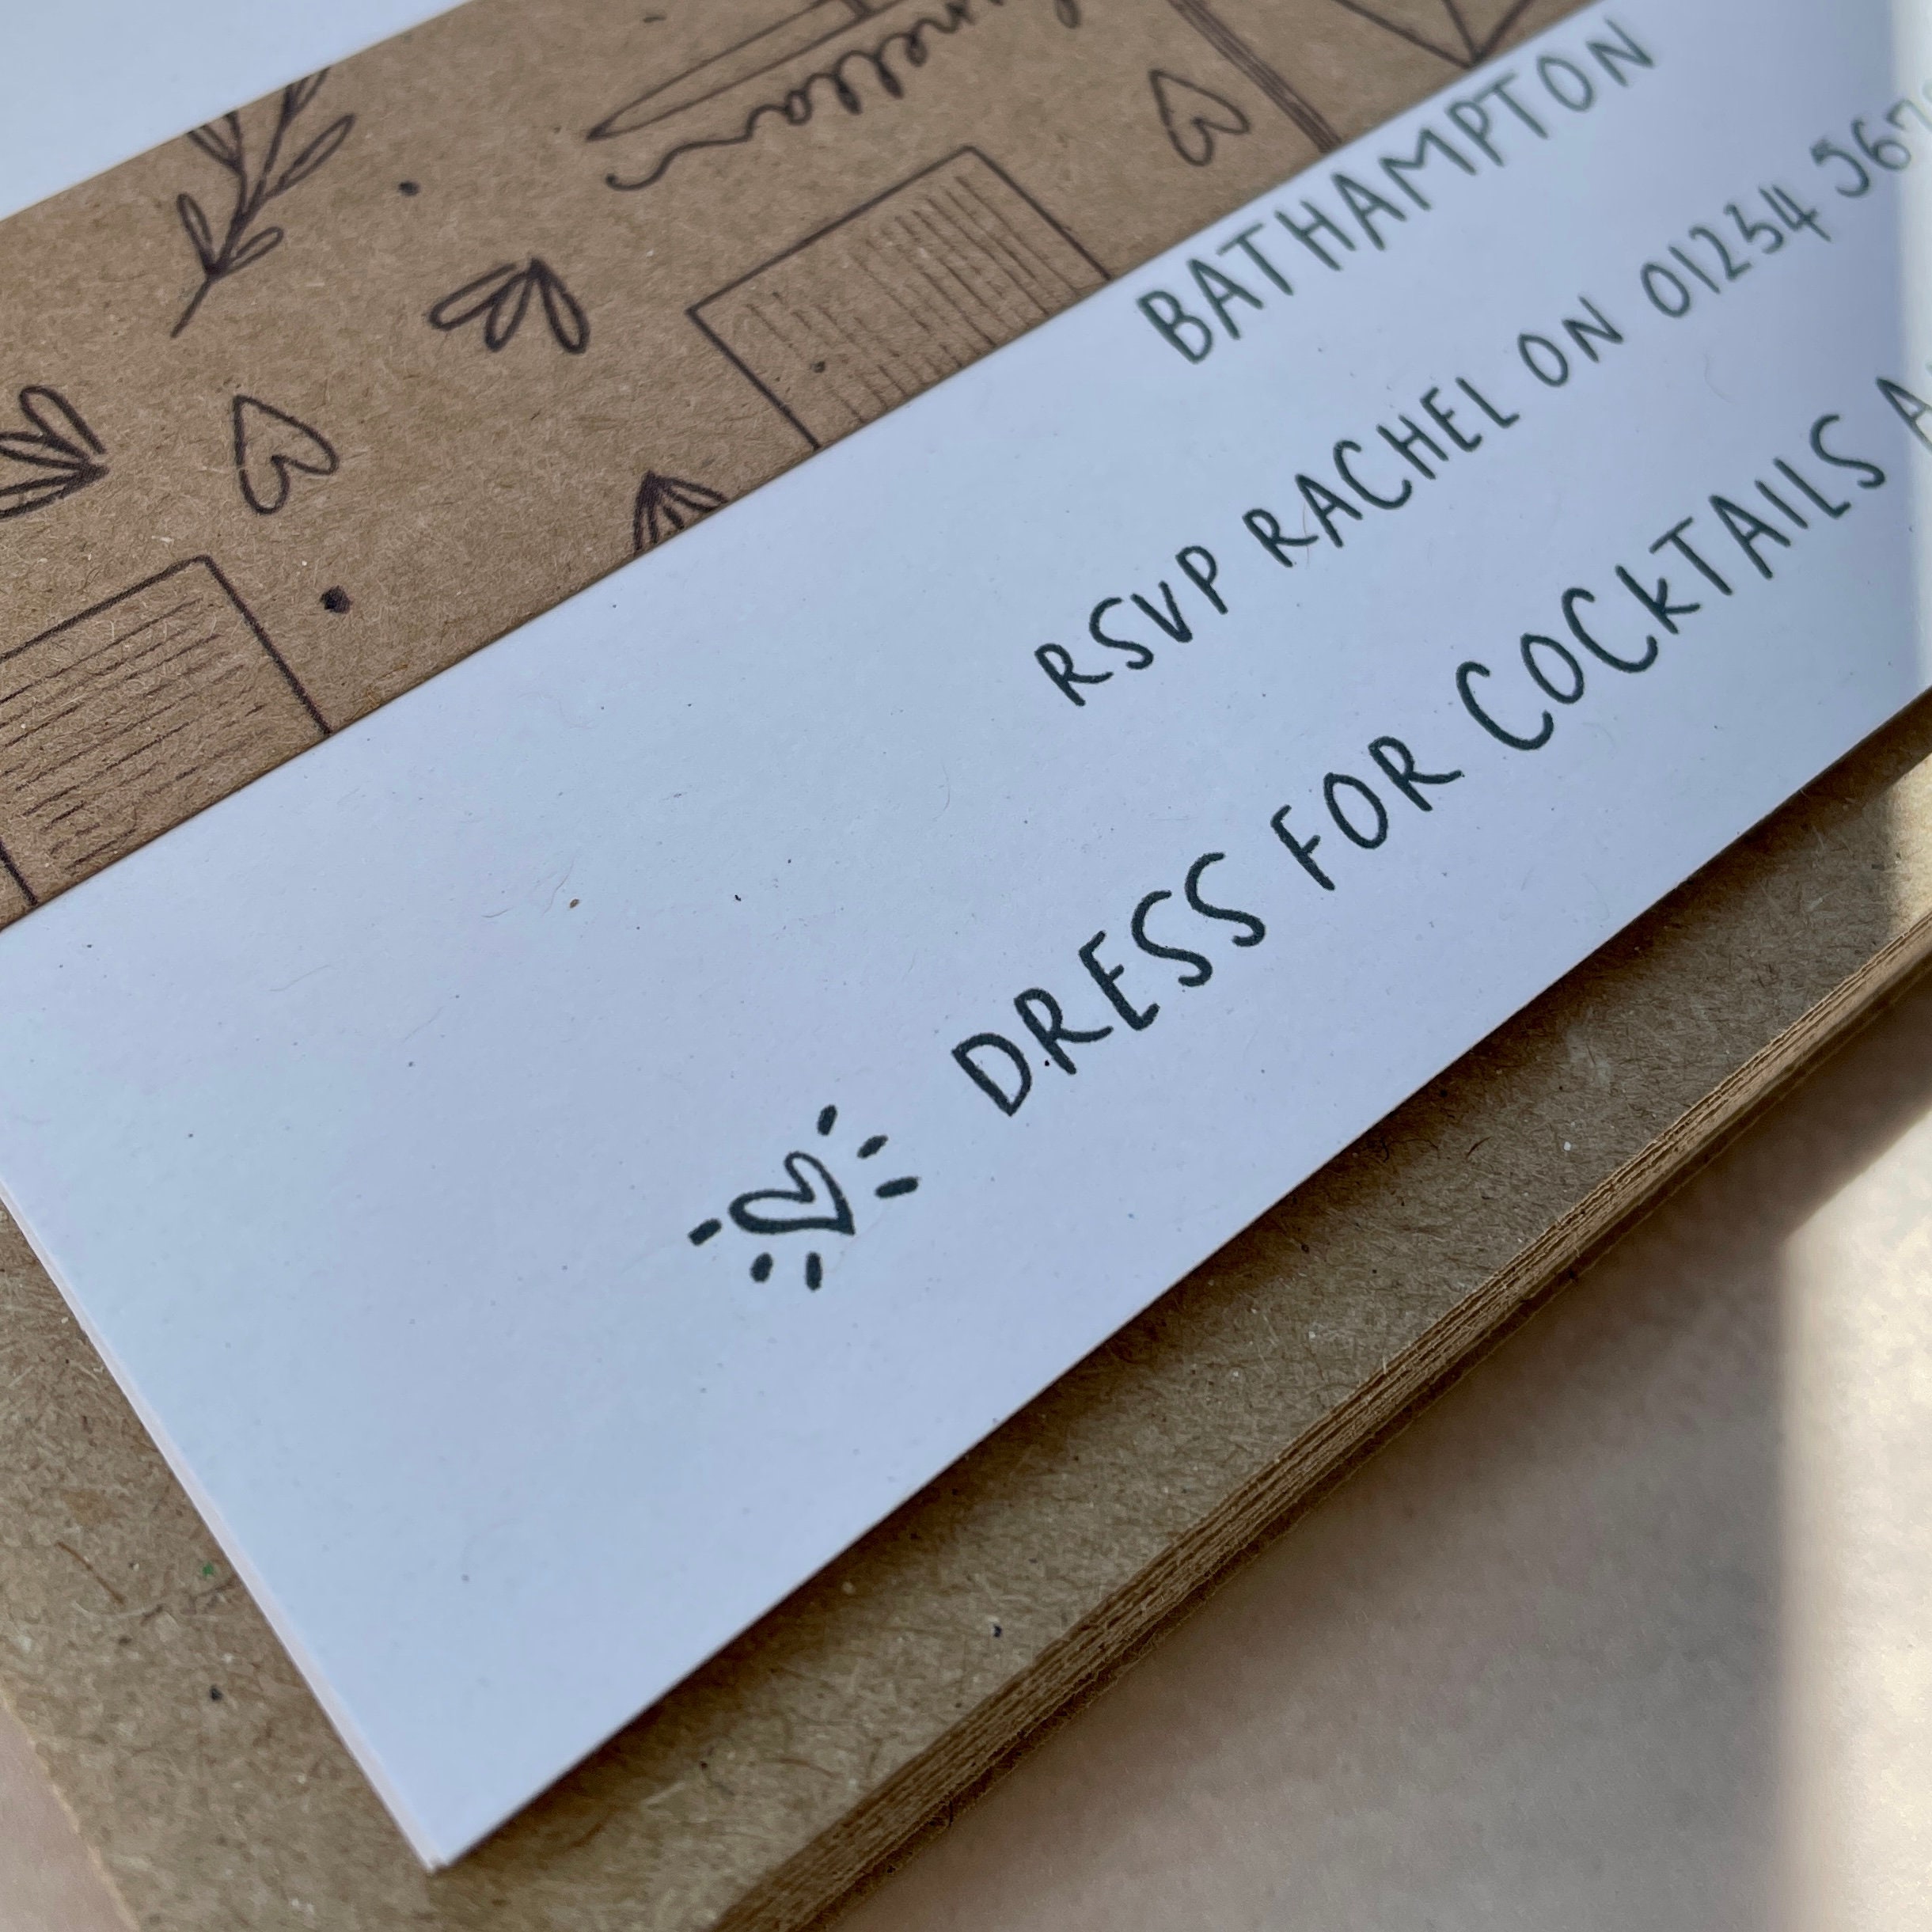 BATHAMPTON
RSVP RACHEL ON 01234 567
DRESS FOR COCKTAILS A